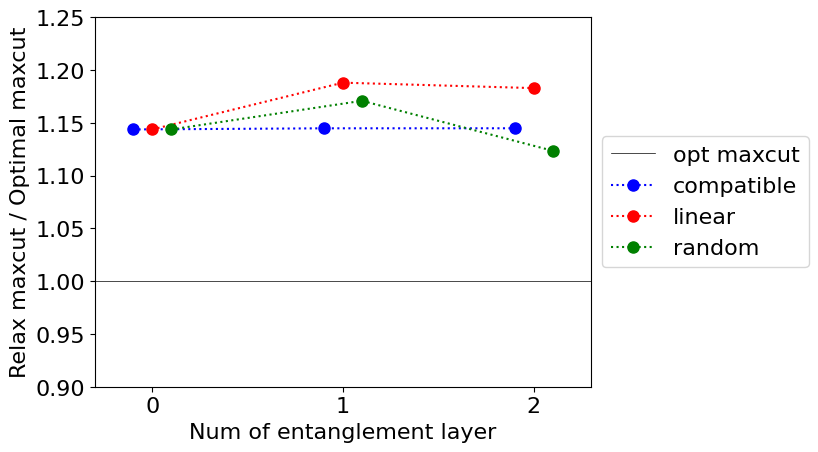 Relax maxcut / Optimal maxcut
1.25
1.20
1.15
1.10
1.05
1.00
0.95
0.90
0
1
2
Num of entanglement layer
opt maxcut
compatible
linear
random